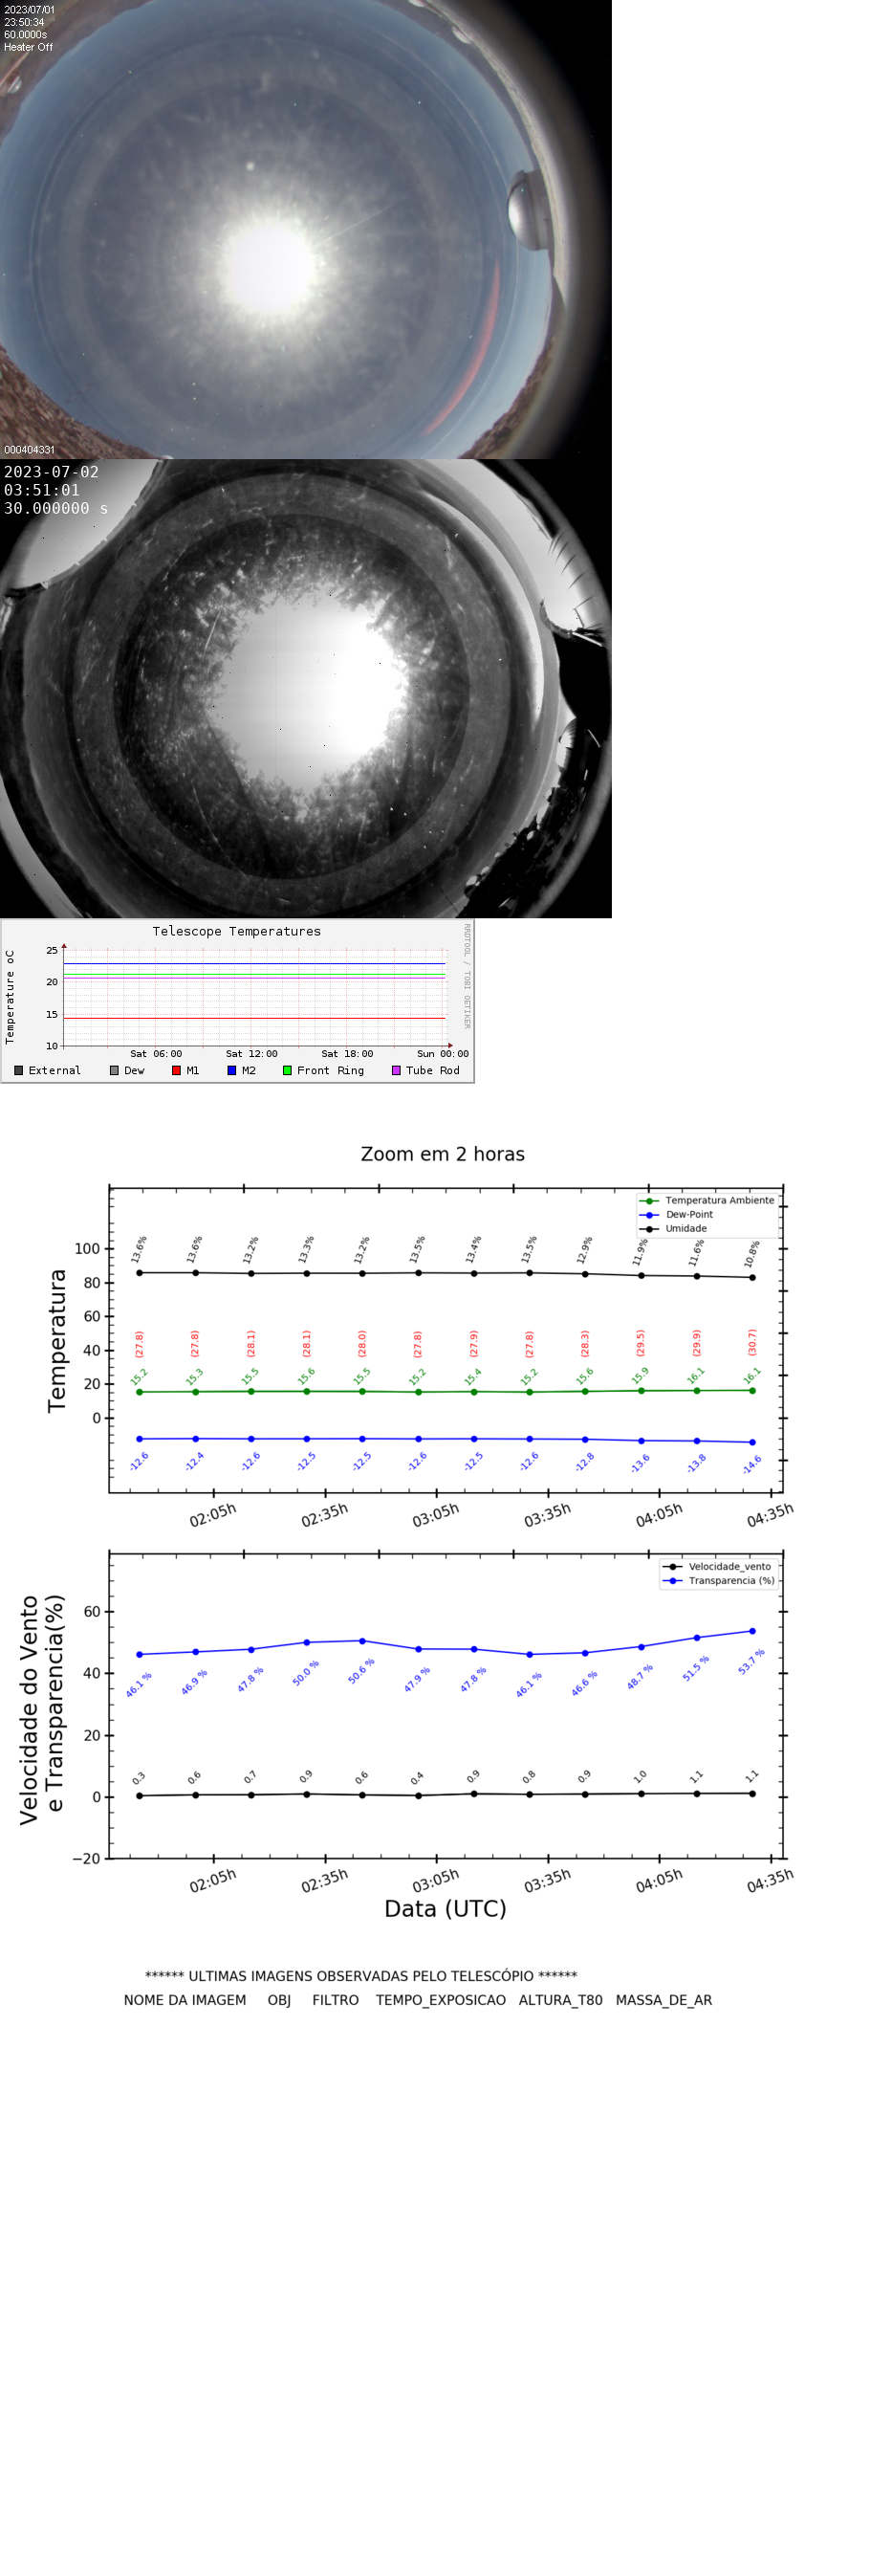 2023/07/01
23:50:34
60.0000s
Heater Off
000404331
2023-07-02
03:51:01
30.000000 s
Telescope Temperatures
RRDTOOL / TOBI OETIKER
Temperature oC
25
20
15
10
Sat 06:00 Sat 12:00 Sat 18:00 Sun 00:00
External Dew M1 M2 Front Ring Tube Rod
Zoom em 2 horas
Temperatura Ambiente
Dew-Point
Umidade
Temperatura
100
80
60
40
20
0
13.6% 13.6% 13.2% 13.3% 13.2% 13.5% 13.4% 13.5% 12.9% 11.9% 11.6% 10.8%
(27.8) (27.8) (28.1) (28.1) (28.0) (27.8) (27.9) (27.8) (28.3) (29.5) (29.9) (30.7)
15.2 15.3 15.5 15.6 15.5 15.2 15.4 15.2 15.6 15.9 16.1 16.1
-12.6 -12.4 -12.6 -12.5 -12.5 -12.6 -12.5 -12.6 -12.8 -13.6 -13.8 -14.6
02:05h 02:35h 03:05h 03:35h 04:05h 04:35h
Velocidade_vento
Transparencia (%)
Velocidade do Vento
e Transparencia(%)
60
40
20
0
−20
46.1 % 46.9 % 47.8 % 50.0 % 50.6 % 47.9 % 47.8 % 46.1 % 46.6 % 48.7 % 51.5 % 53.7 %
0.3 0.6 0.7 0.9 0.6 0.4 0.9 0.8 0.9 1.0 1.1 1.1
02:05h 02:35h 03:05h 03:35h 04:05h 04:35h
Data (UTC)
****** ULTIMAS IMAGENS OBSERVADAS PELO TELESCÓPIO ******
NOME DA IMAGEM OBJ FILTRO TEMPO_EXPOSICAO ALTURA_T80 MASSA_DE_AR